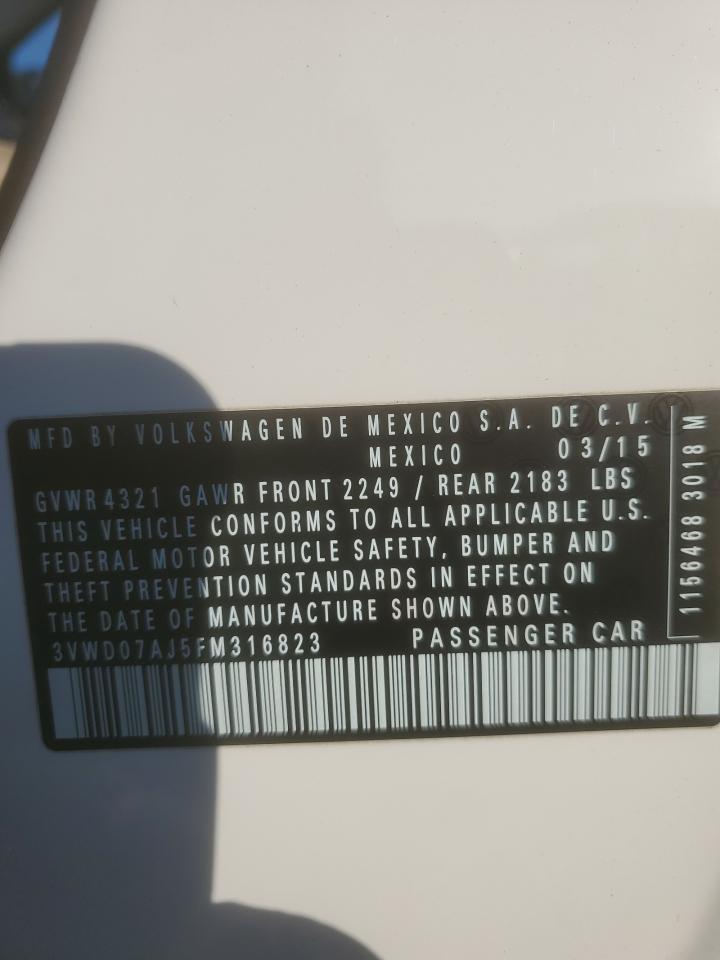 MFD BY VOLKSWAGEN DE MEXICO S.A. DE C.V.
MEXICO 03/15
GVWR 4321 GAWR FRONT 2249 / REAR 2183 LBS
THIS VEHICLE CONFORMS TO ALL APPLICABLE U.S.
FEDERAL MOTOR VEHICLE SAFETY, BUMPER AND
THEFT PREVENTION STANDARDS IN EFFECT ON
THE DATE OF MANUFACTURE SHOWN ABOVE.
3VWD07AJ5FM316823 PASSENGER CAR
1156468 3018 M